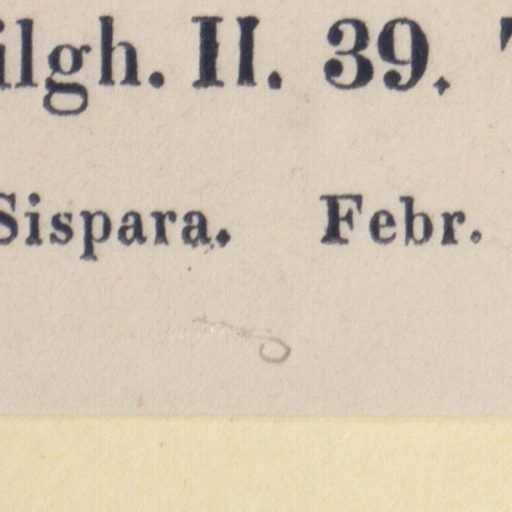 ilgh. II. 39.
Sispara. Febr.